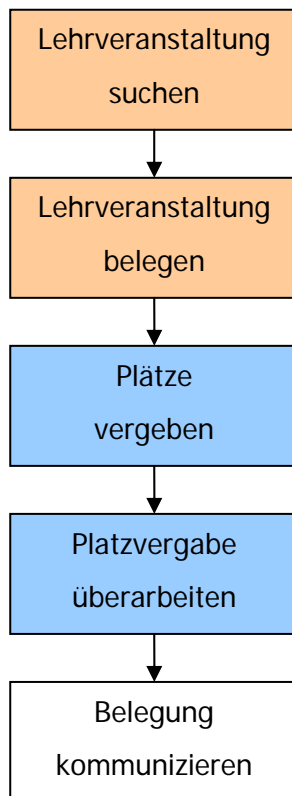 Lehrveranstaltung
suchen
Lehrveranstaltung
belegen
Plätze
vergeben
Platzvergabe
überarbeiten
Belegung
kommunizieren